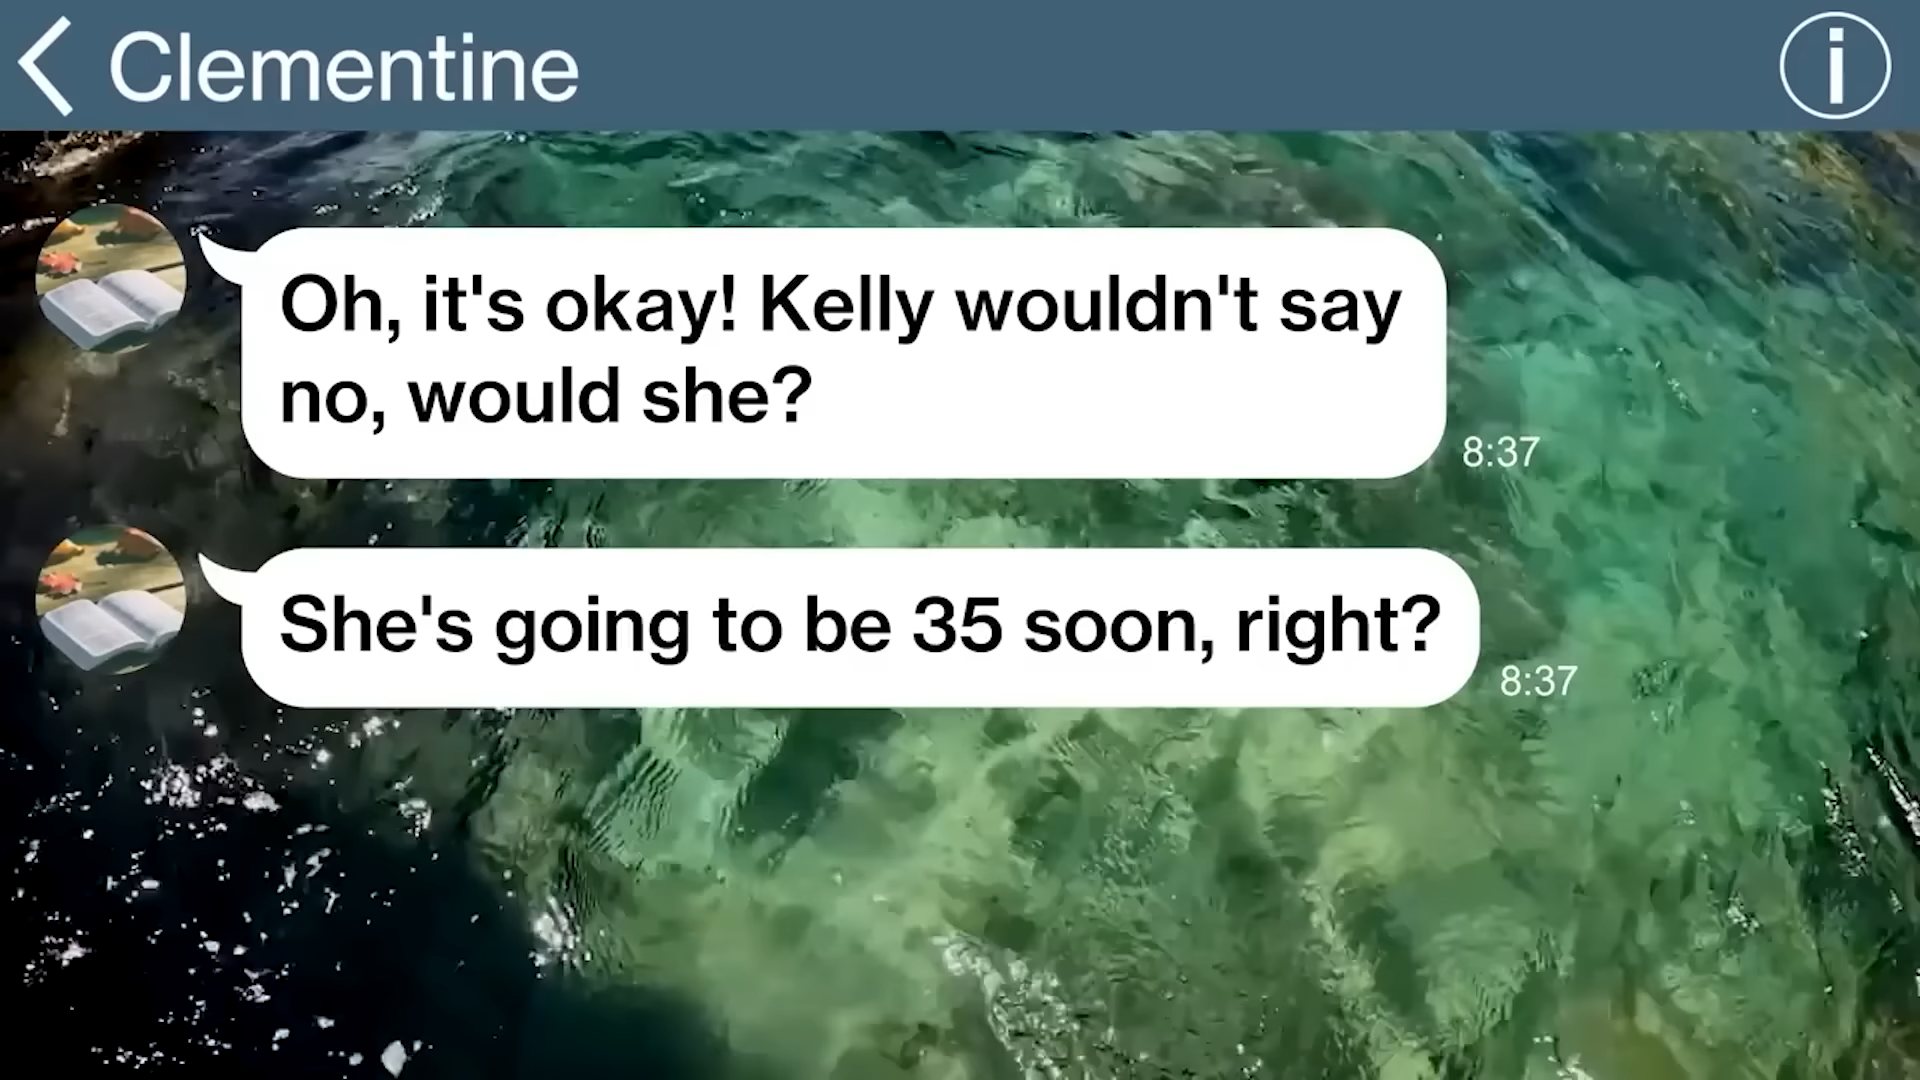 Clementine
Oh, it's okay! Kelly wouldn't say
no, would she?
8:37
She's going to be 35 soon, right?
8:37